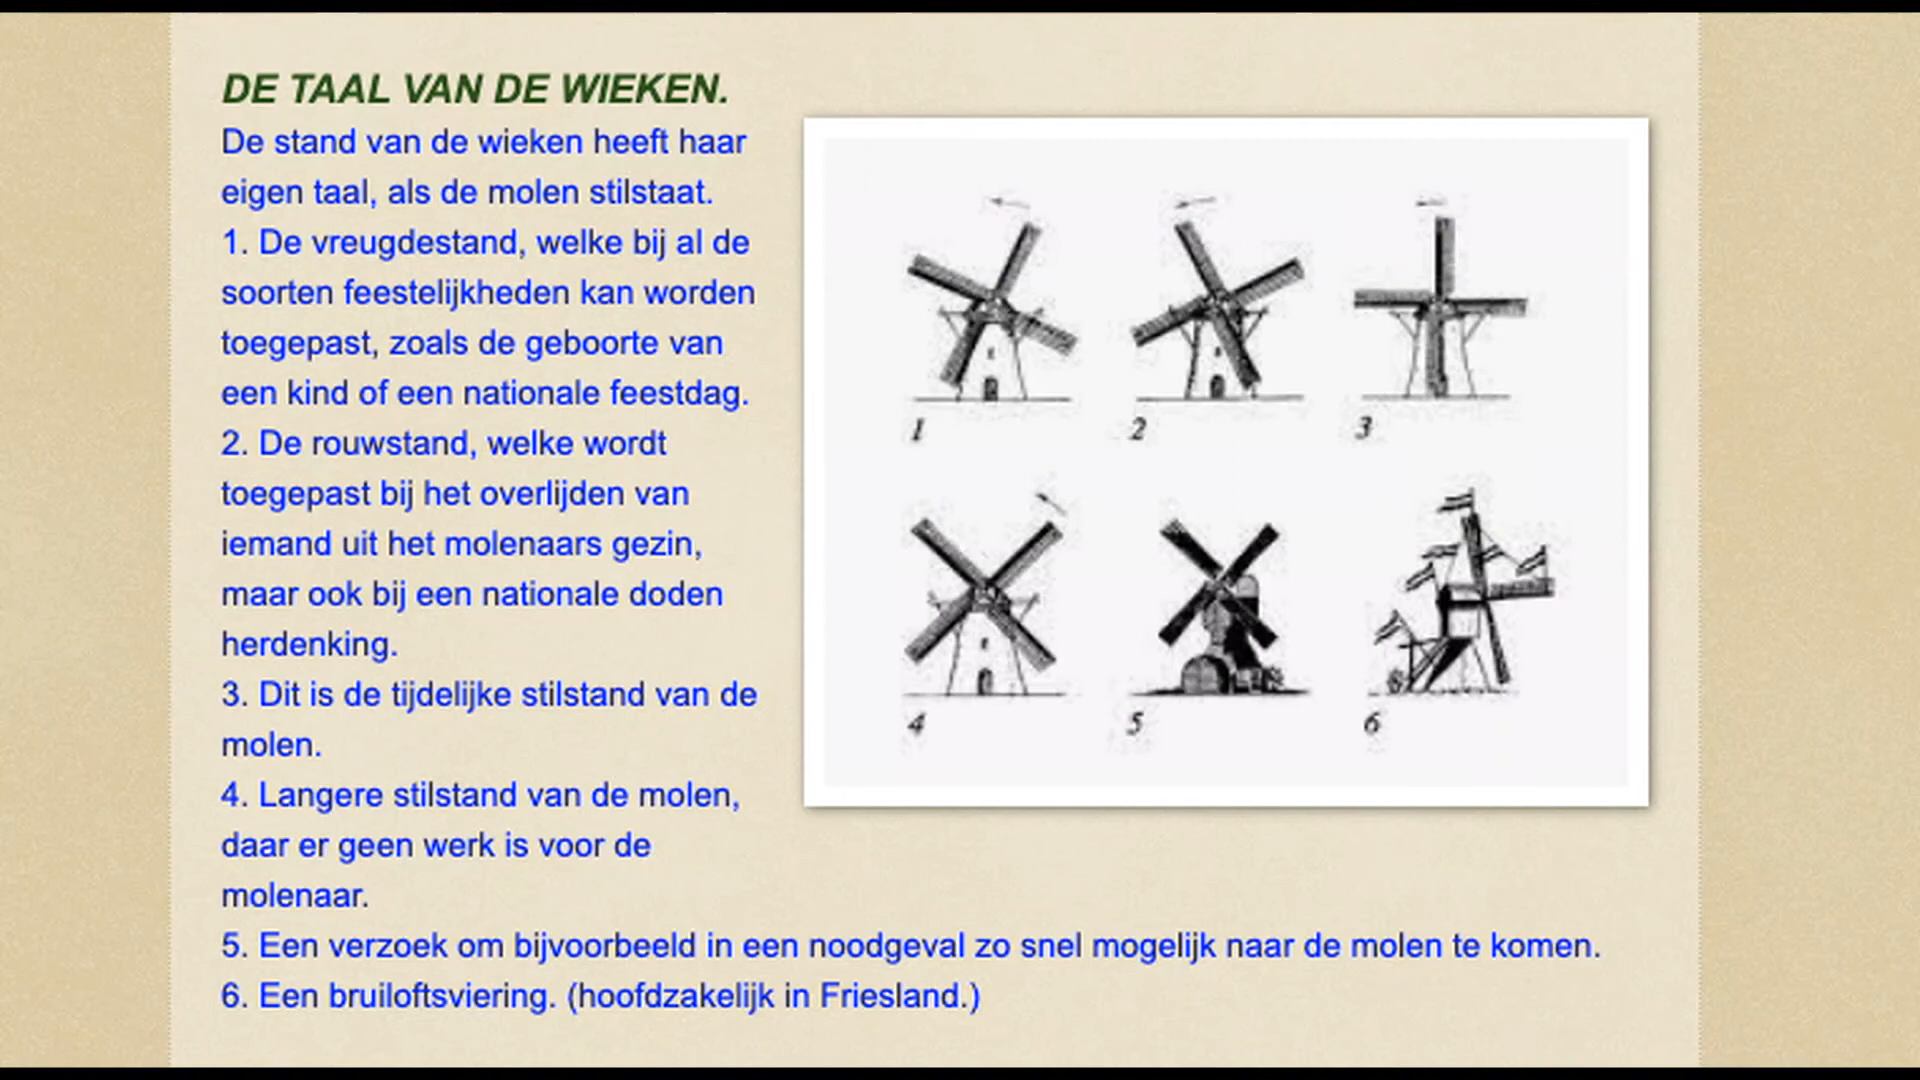 DE TAAL VAN DE WIEKEN.
De stand van de wieken heeft haar
eigen taal, als de molen stilstaat.
1. De vreugdestand, welke bij al de
soorten feestelijkheden kan worden
toegepast, zoals de geboorte van
een kind of een nationale feestdag.
2. De rouwstand, welke wordt
toegepast bij het overlijden van
iemand uit het molenaars gezin,
maar ook bij een nationale doden
herdenking.
3. Dit is de tijdelijke stilstand van de
molen.
4. Langere stilstand van de molen,
daar er geen werk is voor de
molenaar.
5. Een verzoek om bijvoorbeeld in een noodgeval zo snel mogelijk naar de molen te komen.
6. Een bruiloftsviering. (hoofdzakelijk in Friesland.)
1
2
3
4
5
6